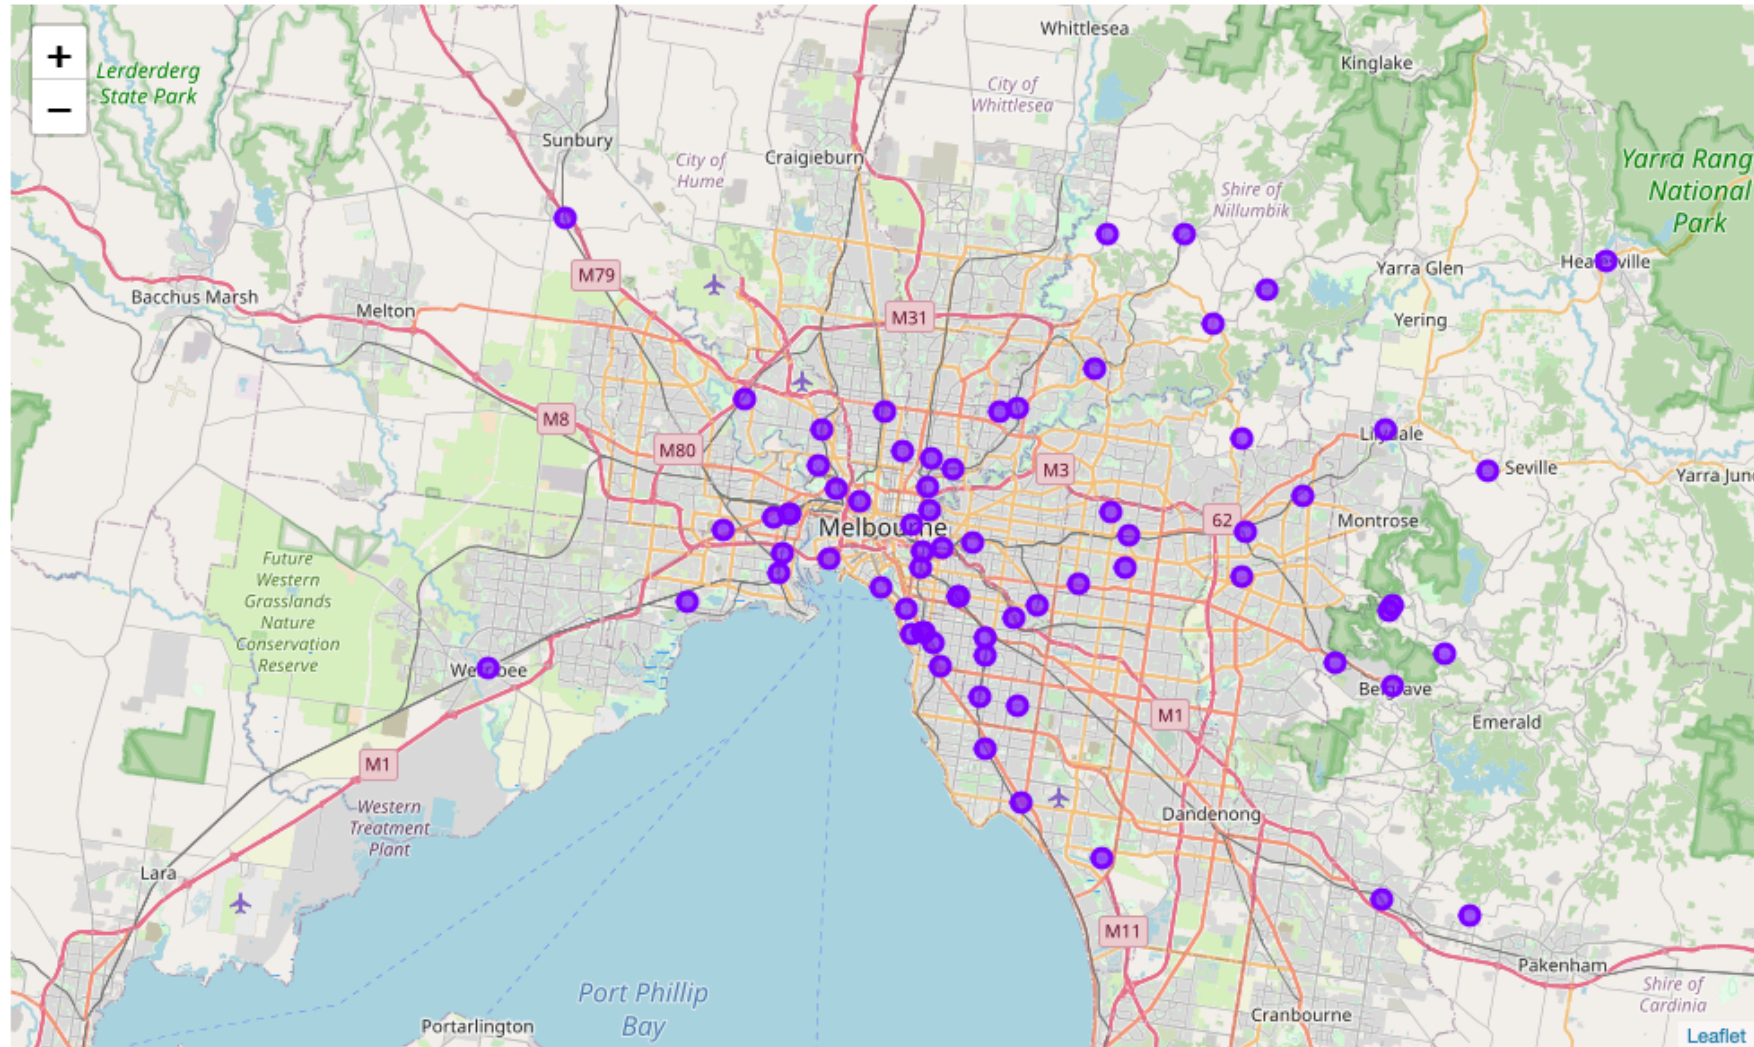 Whittlesea
+
Kinglake
Lerderderg
State Park
City of
Whittlesea
−
Sunbury
Craigieburn
City of
Hume
Yarra Rang
National
Park
Shire of
Nillumbik
M79
Yarra Glen
Bacchus Marsh
Melton
M31
Yering
M8
M80
M3
Seville
Yarra Junc
62
Montrose
Melbourne
Future
Western
Grasslands
Nature
Conservation
Reserve
M1
Emerald
M1
Western
Treatment
Plant
Dandenong
Lara
M11
Pakenham
Port Phillip
Bay
Shire of
Cardinia
Portarlington
Cranbourne
Leaflet